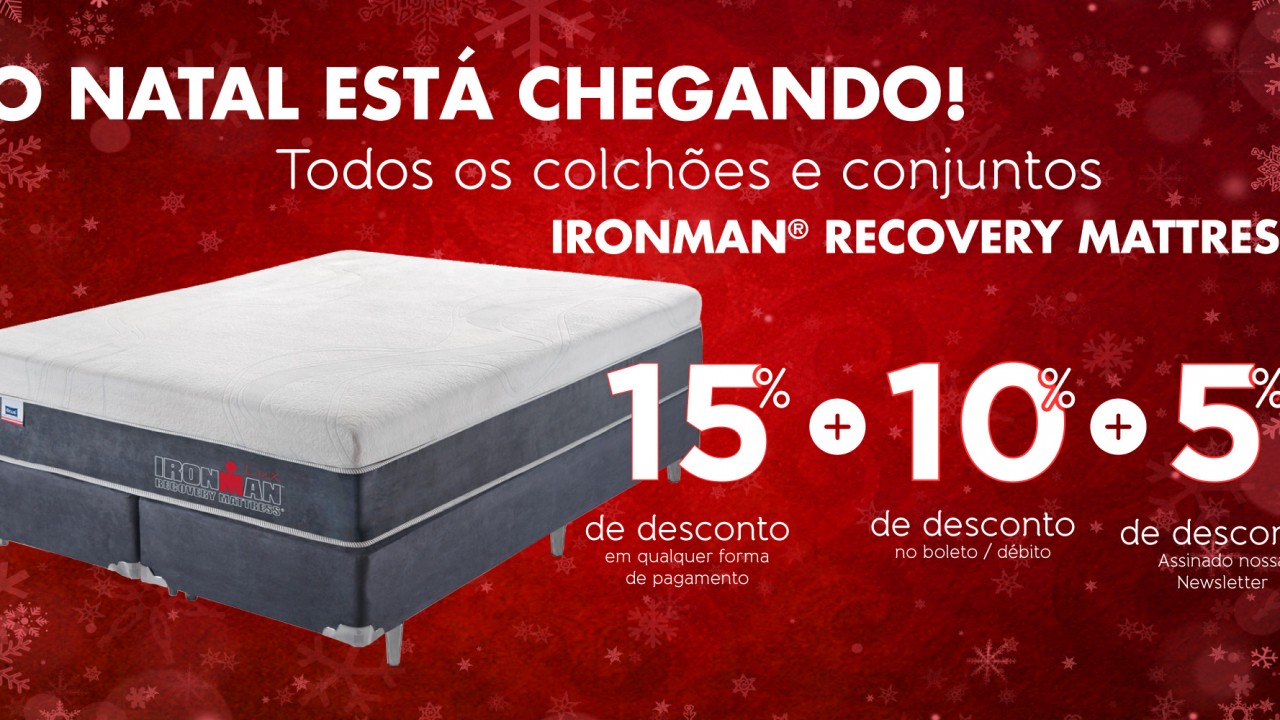 O NATAL ESTÁ CHEGANDO!
Todos os colchões e conjuntos
IRONMAN® RECOVERY MATTRES
15% + 10% + 5%
de desconto
em qualquer forma
de pagamento
de desconto
no boleto / débito
de descon
Assinado nossa
Newsletter
IRONMAN
RECOVERY MATTRESS